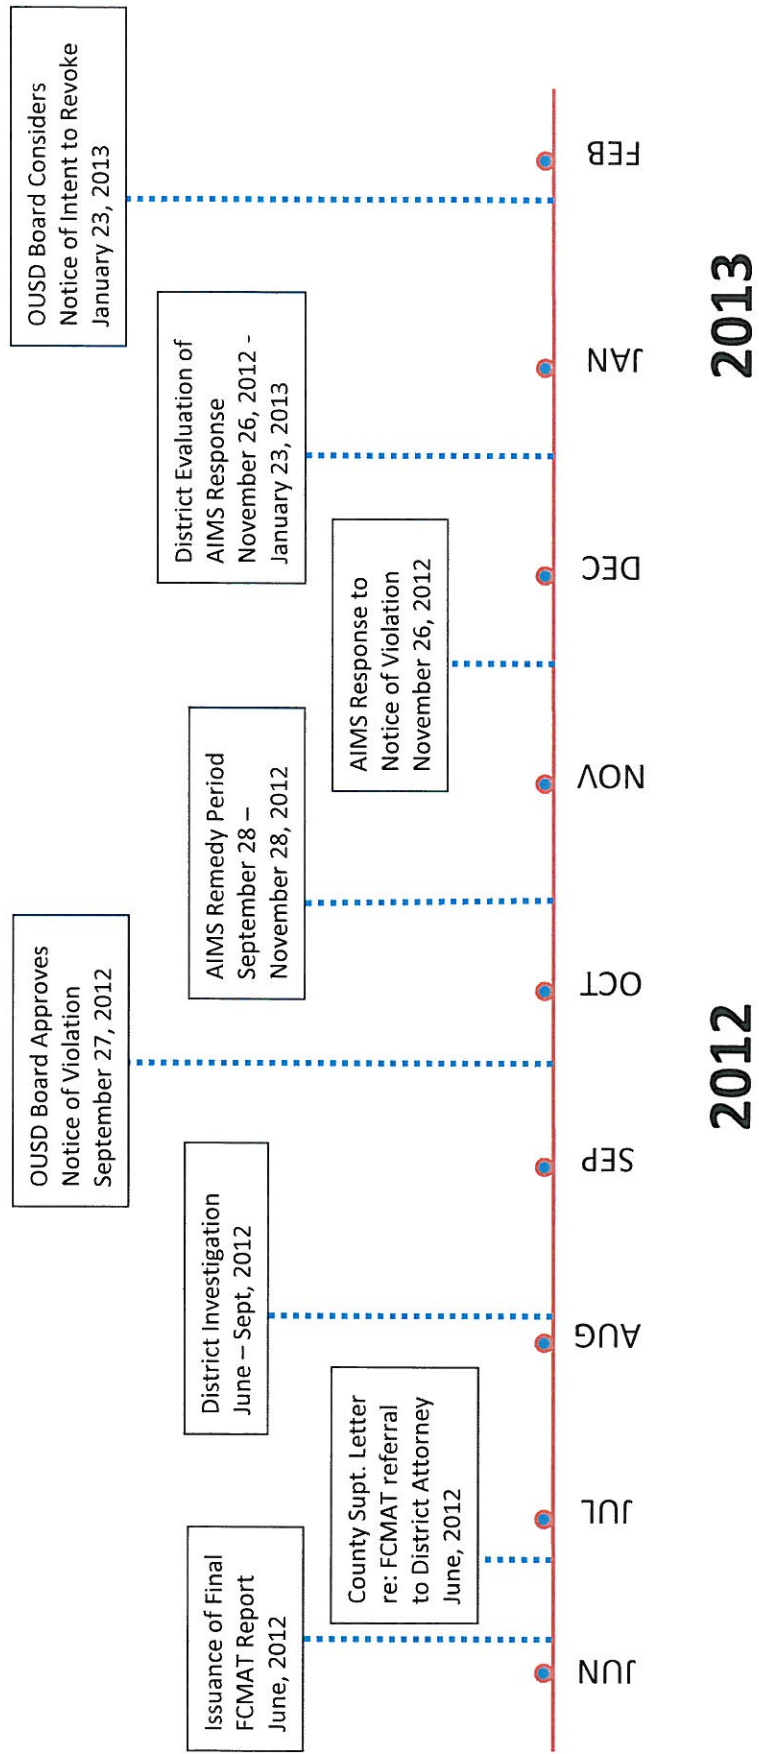 Issuance of Final
FCMAT Report
June, 2012
County Supt. Letter
re: FCMAT referral
to District Attorney
June, 2012
District Investigation
June – Sept, 2012
OUSD Board Approves
Notice of Violation
September 27, 2012
AIMS Remedy Period
September 28 –
November 28, 2012
AIMS Response to
Notice of Violation
November 26, 2012
District Evaluation of
AIMS Response
November 26, 2012 -
January 23, 2013
OUSD Board Considers
Notice of Intent to Revoke
January 23, 2013
JUN
JUL
AUG
SEP
OCT
NOV
DEC
JAN
FEB
2012
2013